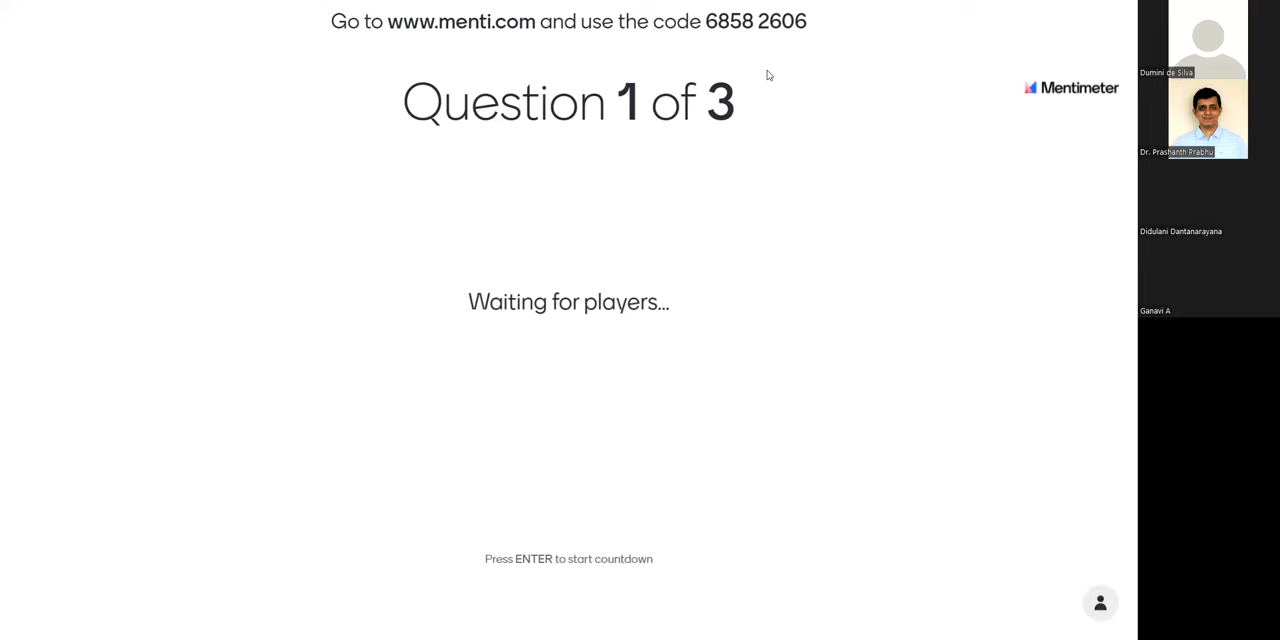 Go to www.menti.com and use the code 6858 2606
Question 1 of 3
Mentimeter
Waiting for players...
Press ENTER to start countdown
Dumini de Silva
Dr. Prashanth Prabhu
Didulani Dantanarayana
Ganavi A